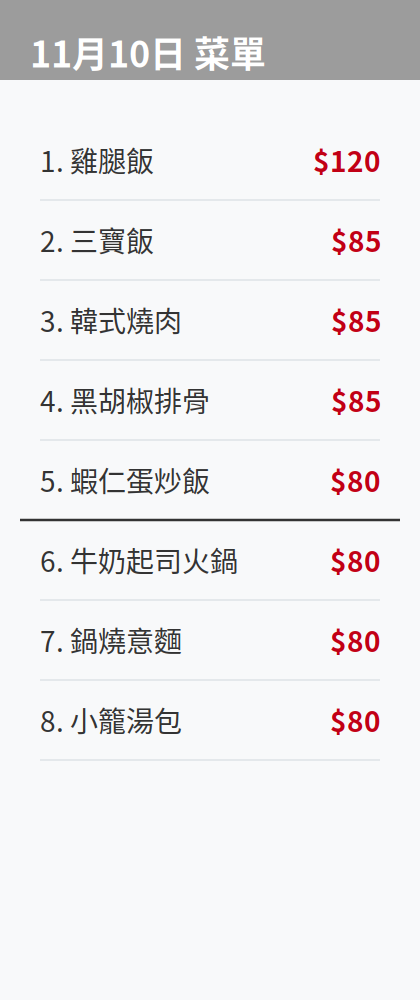 11月10日 菜單
1. 雞腿飯 $120
2. 三寶飯 $85
3. 韓式燒肉 $85
4. 黑胡椒排骨 $85
5. 蝦仁蛋炒飯 $80
6. 牛奶起司火鍋 $80
7. 鍋燒意麵 $80
8. 小籠湯包 $80